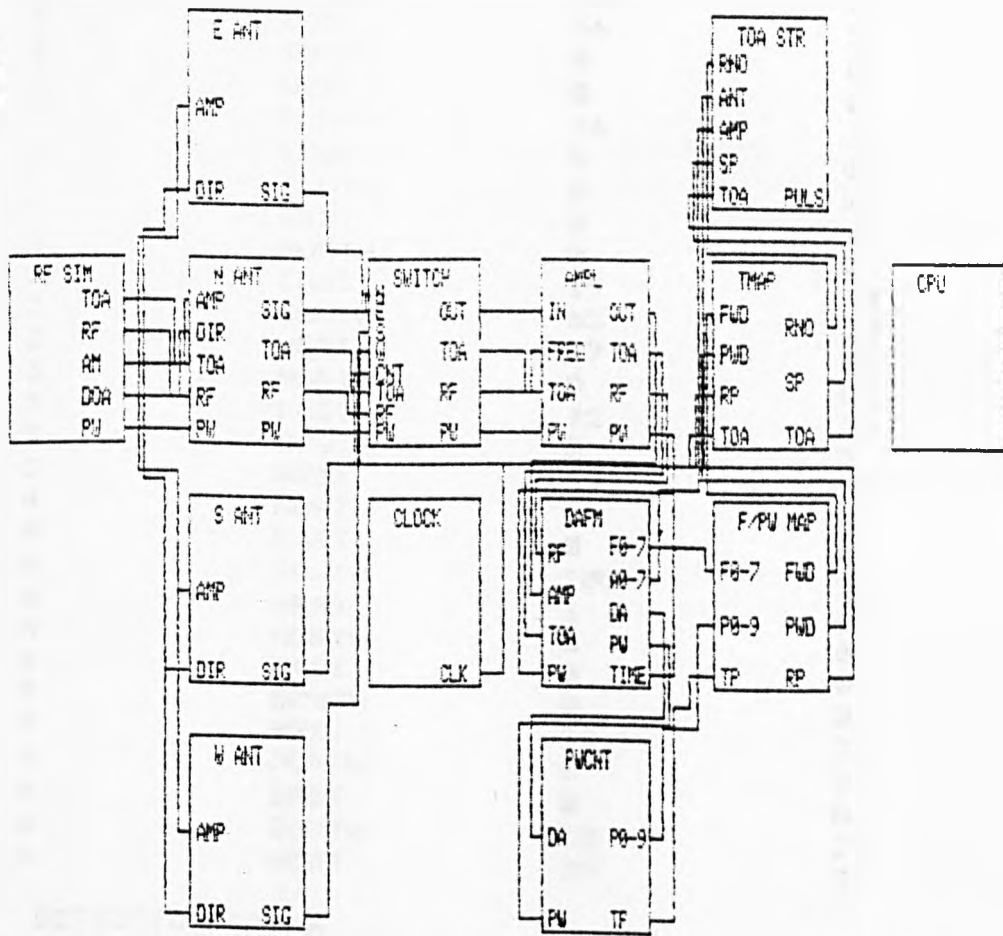 E ANT
AMP
DIR SIG
TOA STR
RNO
ANT
AMP
SP
TOA PULS
RF SIM
TOA
RF
AM
DOA
PW
N ANT
AMP
DIR SIG
TOA TOA
RF RF
PW PW
SWITCH
OUT
CNT TOA
TOA
RF RF
PW PW
AMPL
IN OUT
FREQ TOA
TOA RF
PW PW
TMAP
FWD RNO
PWD
RP SP
TOA TOA
CPU
S ANT
AMP
DIR SIG
CLOCK
CLK
DAFM
RF F0-7
AMP A0-7
DA
TOA PW
PW TIME
F/PW MAP
F0-7 FWD
P0-9 PWD
TP RP
W ANT
AMP
DIR SIG
PWCNT
DA P0-9
PW TF